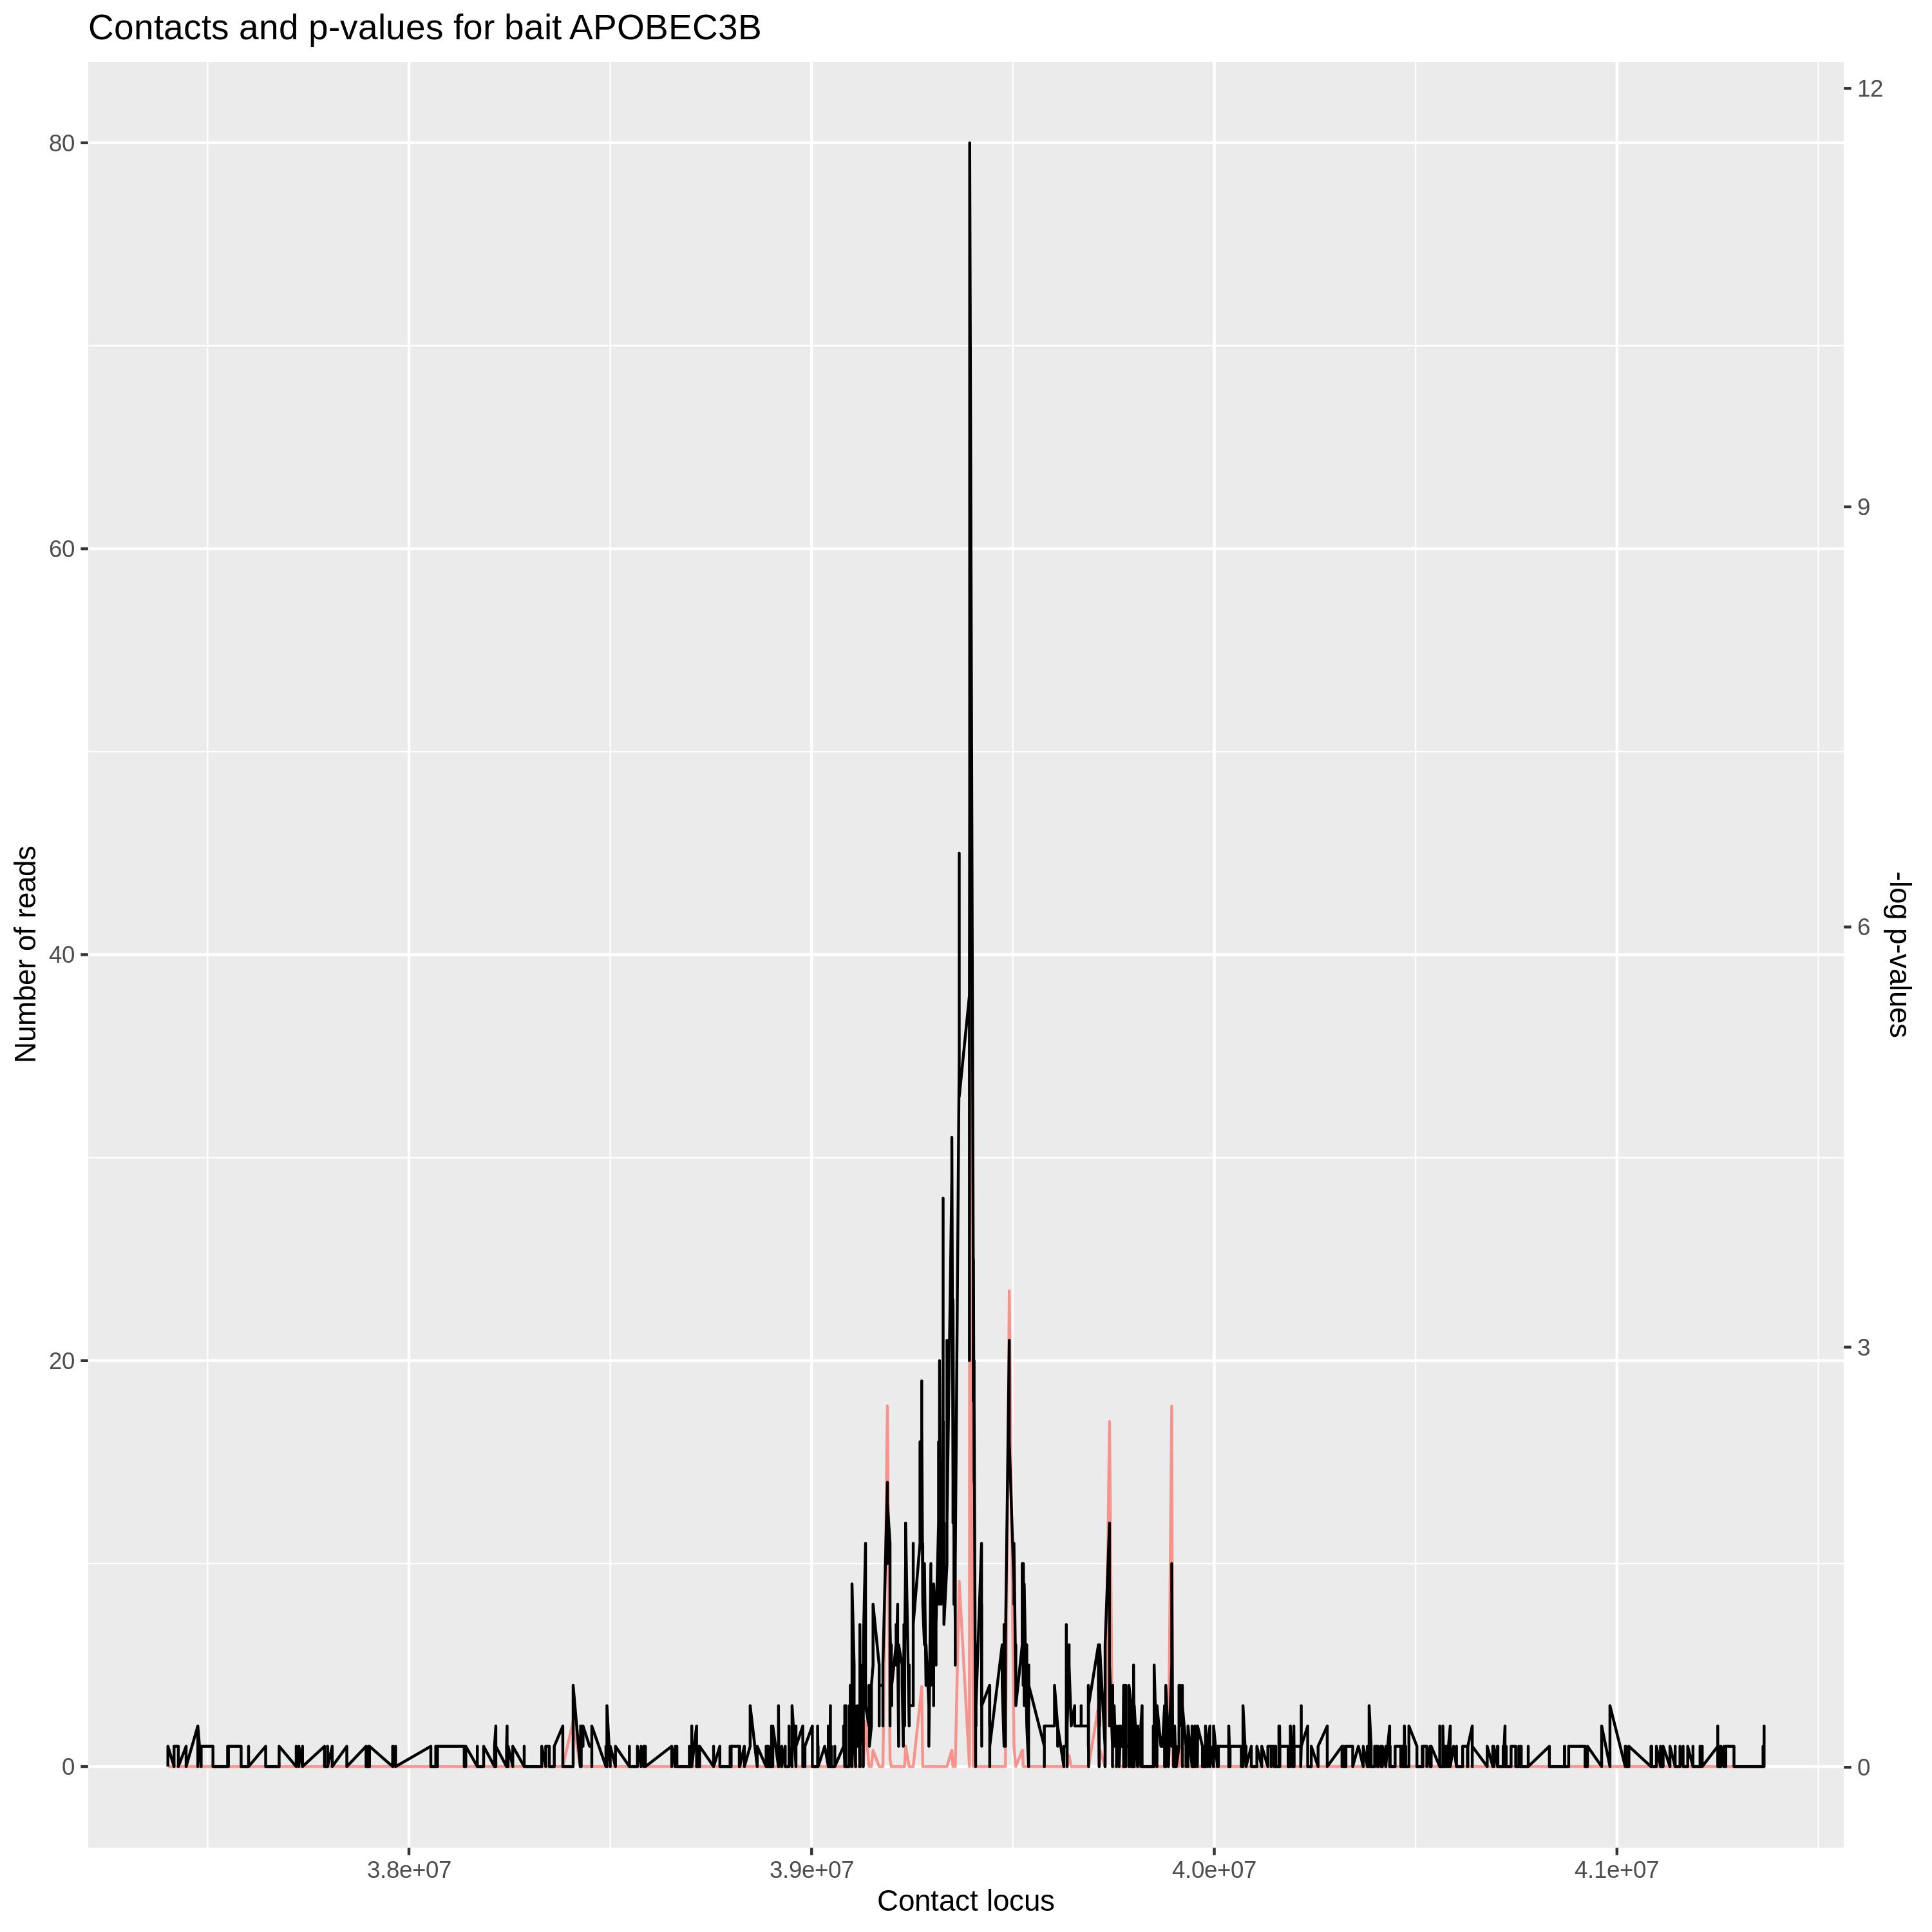 Contacts and p-values for bait APOBEC3B
12
80
9
60
Number of reads
-log p-values
6
40
3
20
0
0
3.8e+07
3.9e+07
4.0e+07
4.1e+07
Contact locus